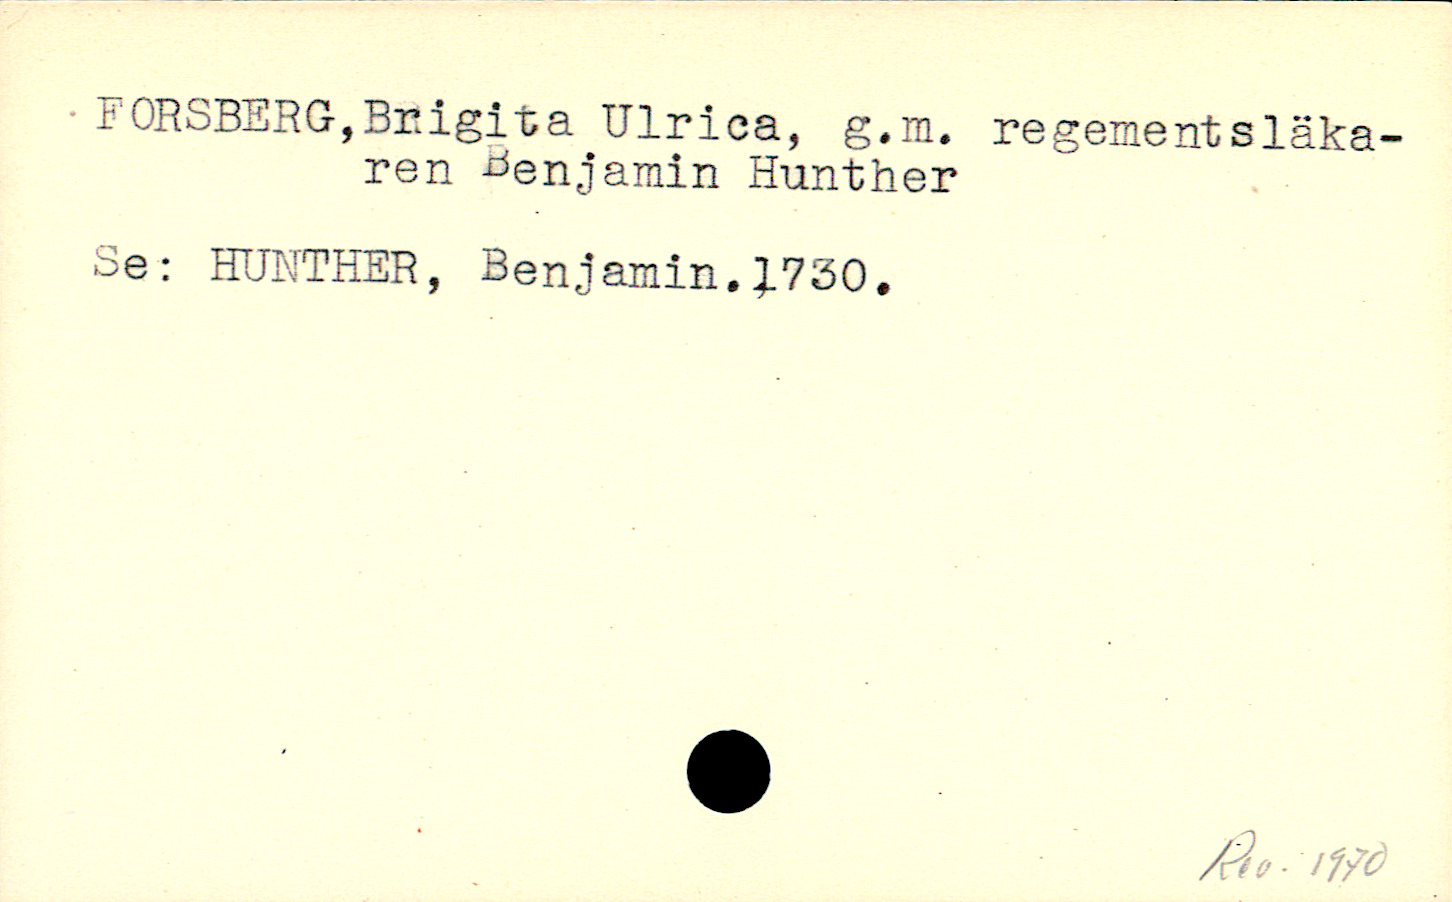 FORSBERG,Brigita Ulrica, g.m. regementsläka-
ren Benjamin Hunther
Se: HUNTHER, Benjamin.1730.
Rev. 1970